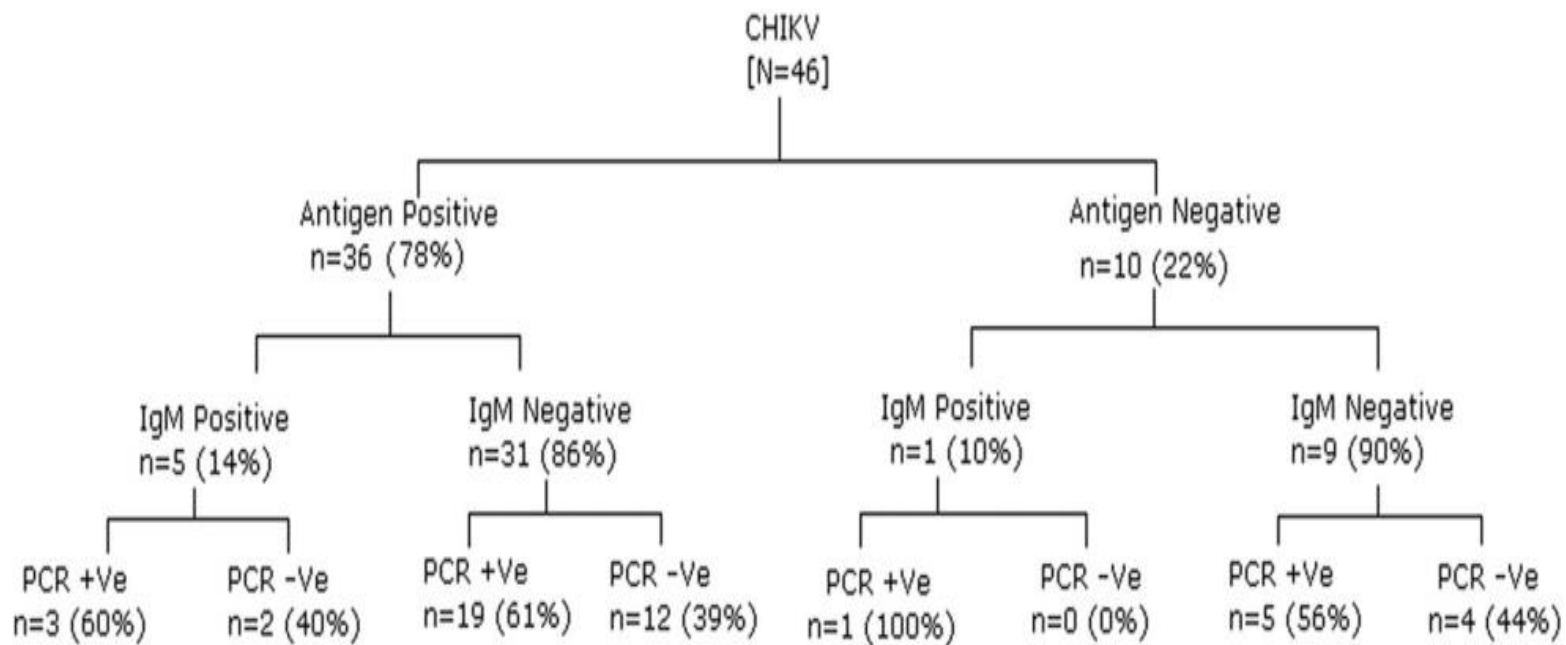 CHIKV
[N=46]
Antigen Positive
n=36 (78%)
Antigen Negative
n=10 (22%)
IgM Positive
n=5 (14%)
IgM Negative
n=31 (86%)
IgM Positive
n=1 (10%)
IgM Negative
n=9 (90%)
PCR +Ve
n=3 (60%)
PCR -Ve
n=2 (40%)
PCR +Ve
n=19 (61%)
PCR -Ve
n=12 (39%)
PCR +Ve
n=1 (100%)
PCR -Ve
n=0 (0%)
PCR +Ve
n=5 (56%)
PCR -Ve
n=4 (44%)